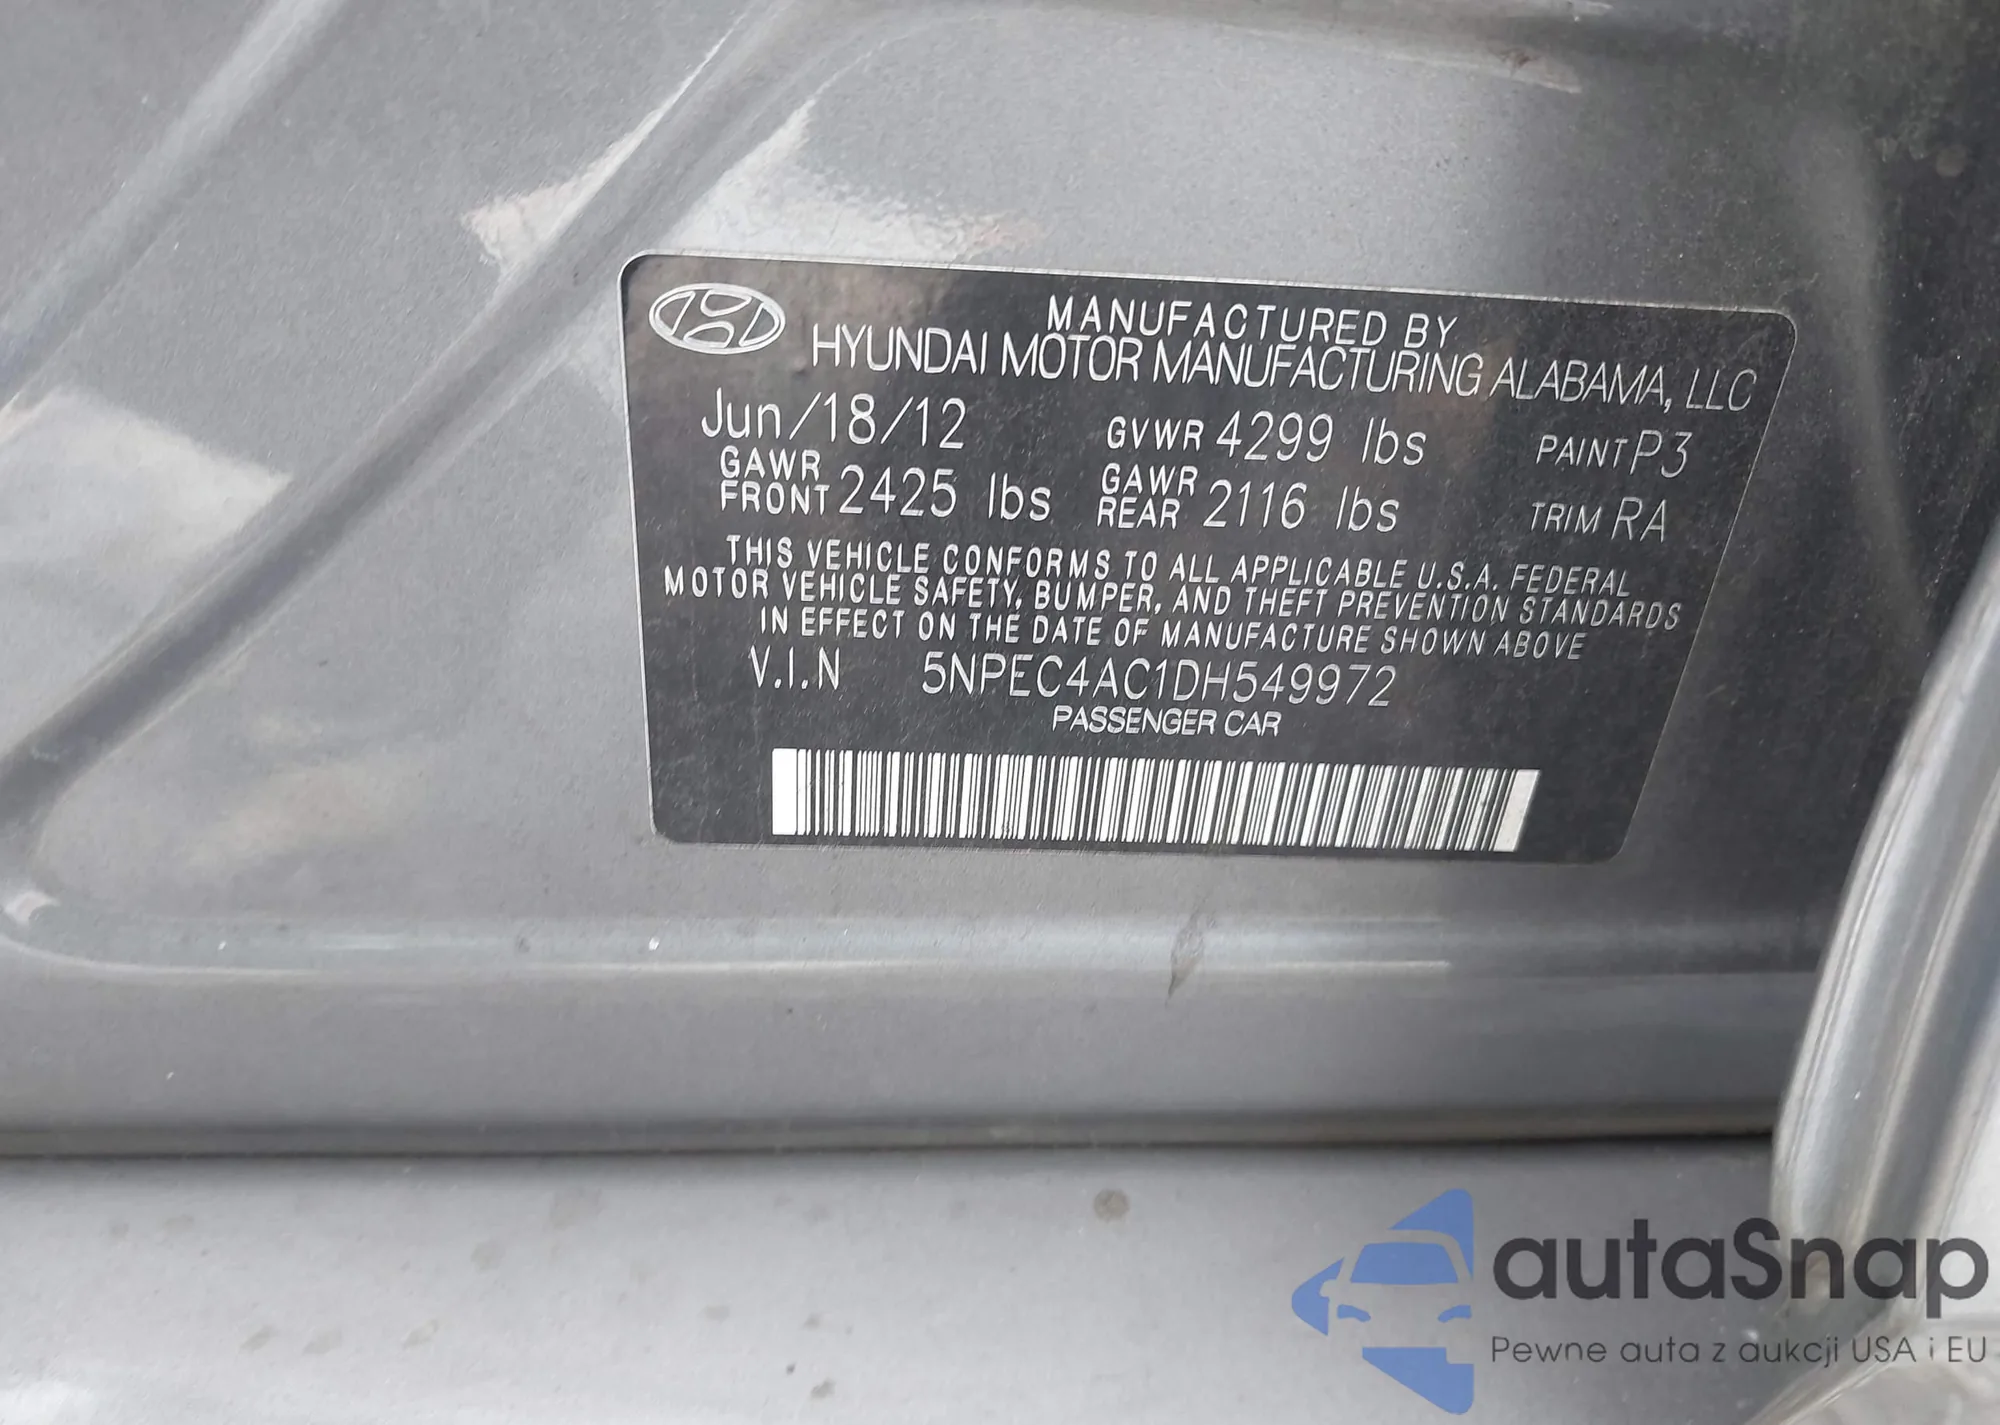 MANUFACTURED BY
HYUNDAI MOTOR MANUFACTURING ALABAMA, LLC
Jun/18/12 GVWR 4299 lbs PAINT P3
GAWR FRONT 2425 lbs GAWR REAR 2116 lbs TRIM RA
THIS VEHICLE CONFORMS TO ALL APPLICABLE U.S.A. FEDERAL
MOTOR VEHICLE SAFETY, BUMPER, AND THEFT PREVENTION STANDARDS
IN EFFECT ON THE DATE OF MANUFACTURE SHOWN ABOVE
V.I.N 5NPEC4AC1DH549972
PASSENGER CAR
autaSnap
Pewne auta z aukcji USA i EU